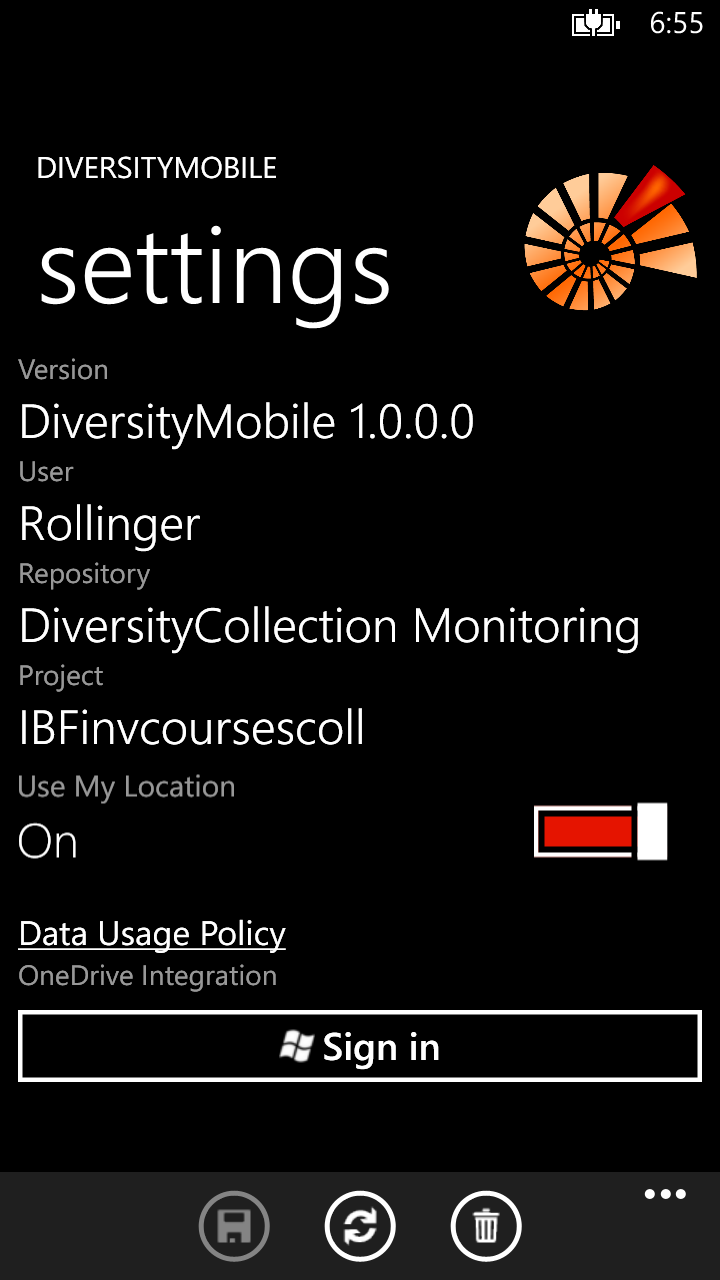 6:55
DIVERSITYMOBILE
settings
Version
DiversityMobile 1.0.0.0
User
Rollinger
Repository
DiversityCollection Monitoring
Project
IBFinvcoursescoll
Use My Location
On
Data Usage Policy
OneDrive Integration
Sign in